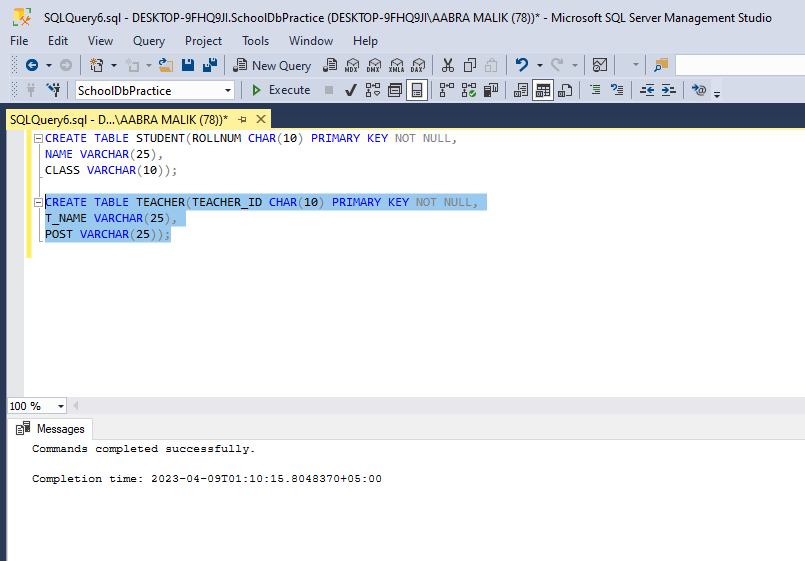 SQLQuery6.sql - DESKTOP-9FHQ9JI.SchoolDbPractice (DESKTOP-9FHQ9JI\AABRA MALIK (78))* - Microsoft SQL Server Management Studio
File Edit View Query Project Tools Window Help
New Query MDX DMX XMLA DAX
SchoolDbPractice Execute
SQLQuery6.sql - D...\AABRA MALIK (78))*
CREATE TABLE STUDENT(ROLLNUM CHAR(10) PRIMARY KEY NOT NULL,
NAME VARCHAR(25),
CLASS VARCHAR(10));
CREATE TABLE TEACHER(TEACHER_ID CHAR(10) PRIMARY KEY NOT NULL,
T_NAME VARCHAR(25),
POST VARCHAR(25));
100 %
Messages
Commands completed successfully.
Completion time: 2023-04-09T01:10:15.8048370+05:00